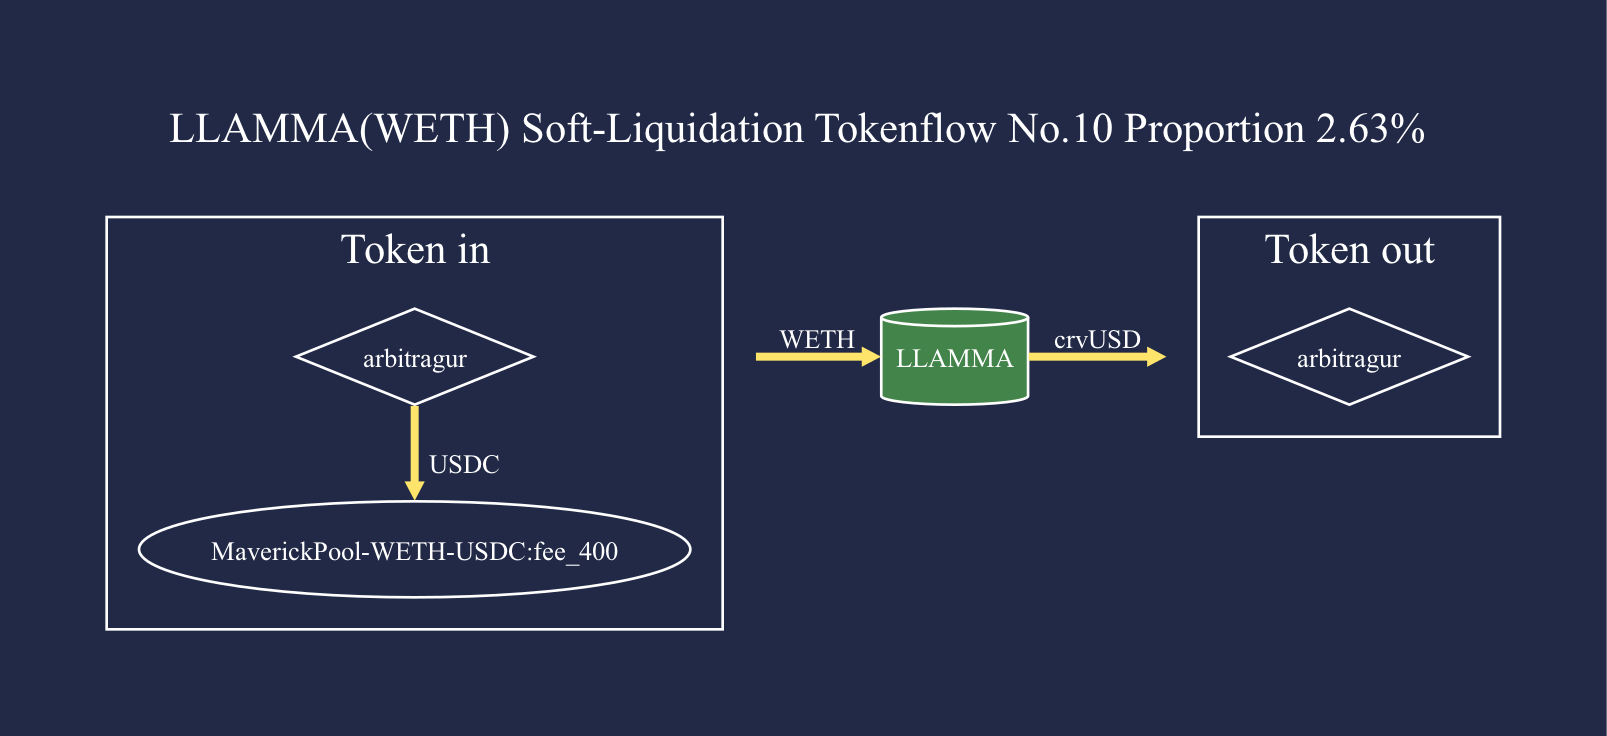 LLAMMA(WETH) Soft-Liquidation Tokenflow No.10 Proportion 2.63%
Token in
arbitragur
USDC
MaverickPool-WETH-USDC:fee_400
WETH
LLAMMA
crvUSD
Token out
arbitragur